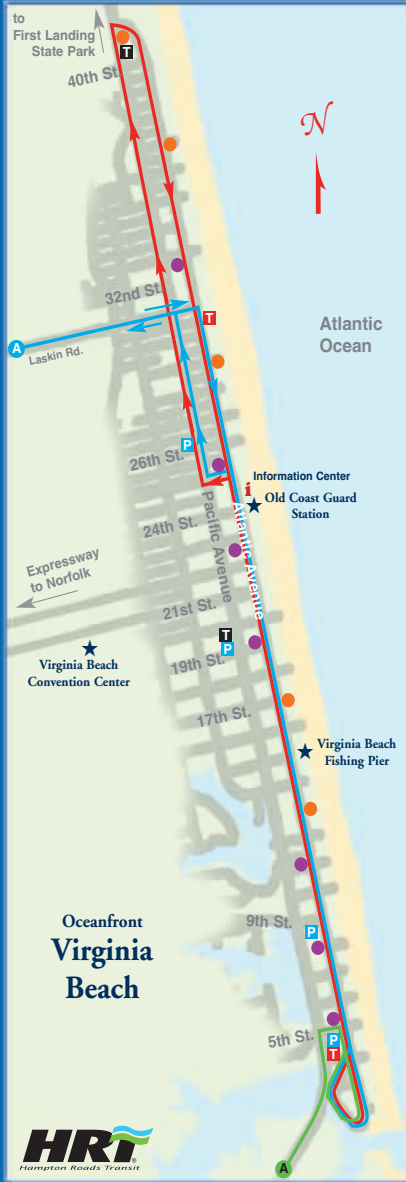 to
First Landing
State Park
T
40th St.
N
32nd St.
T
Atlantic
Ocean
A
Laskin Rd.
P
26th St.
Information Center
i
Old Coast Guard
Station
Pacific Avenue
Atlantic Avenue
24th St.
Expressway
to Norfolk
21st St.
T
P
Virginia Beach
Convention Center
19th St.
17th St.
Virginia Beach
Fishing Pier
9th St.
P
Oceanfront
Virginia
Beach
5th St.
P
T
HRT
Hampton Roads Transit
A